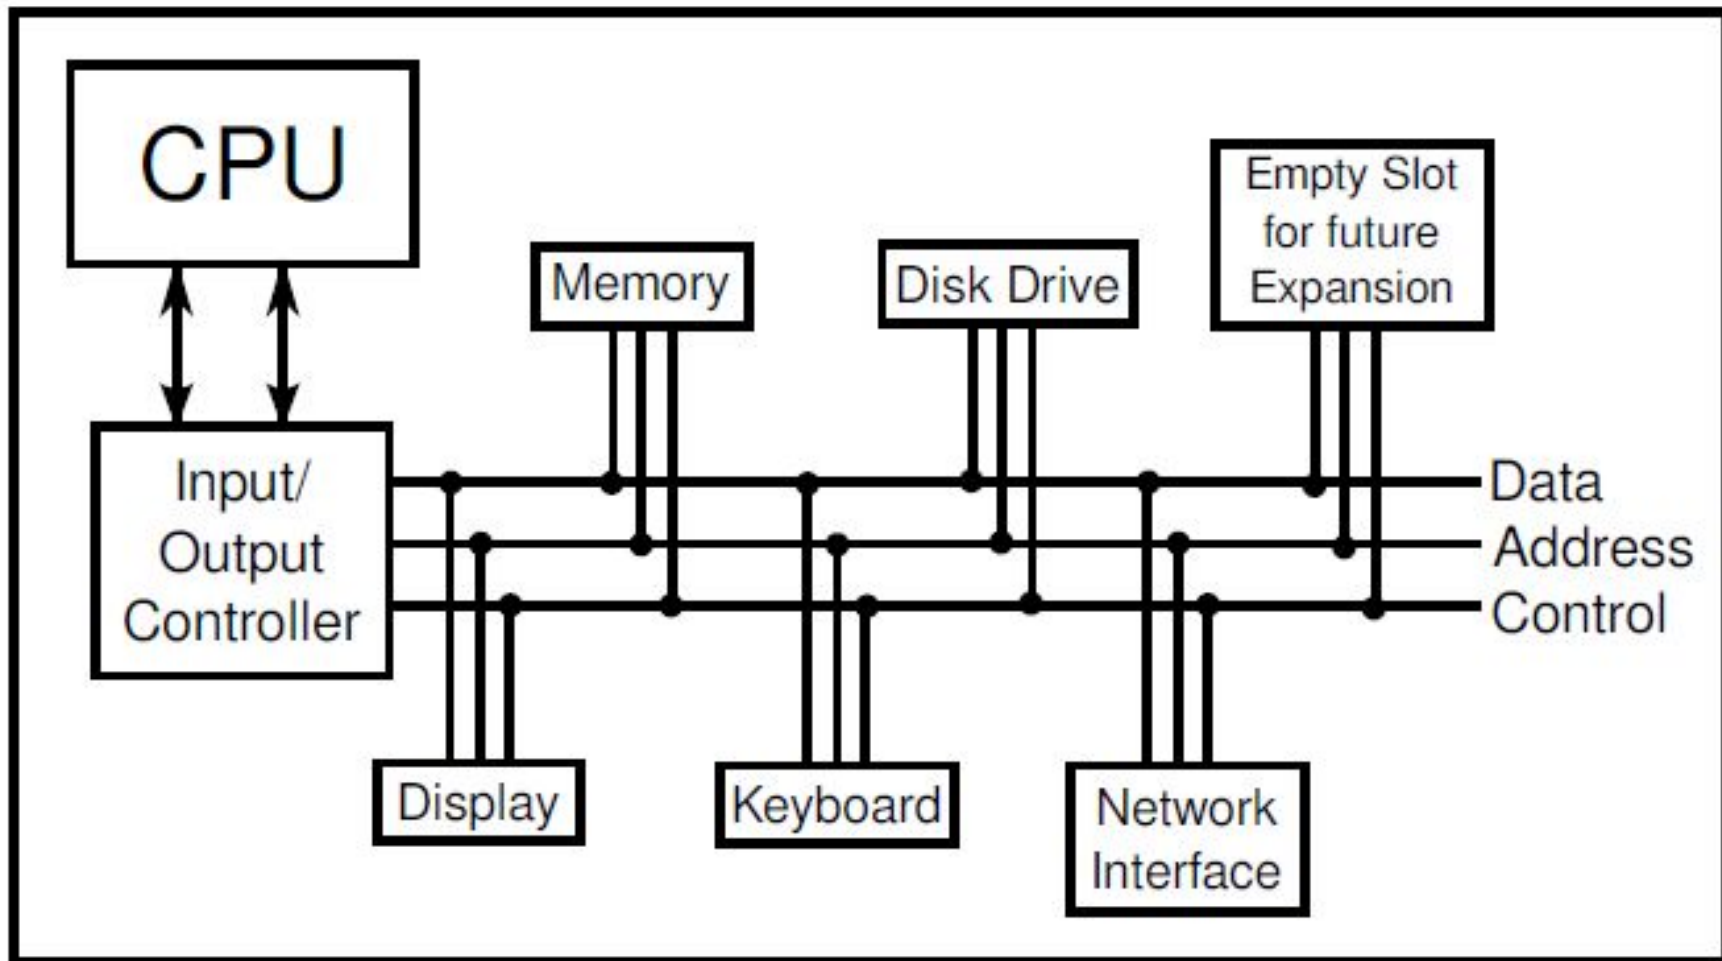 CPU
Empty Slot
for future
Expansion
Memory
Disk Drive
Input/
Output
Controller
Data
Address
Control
Display
Keyboard
Network
Interface